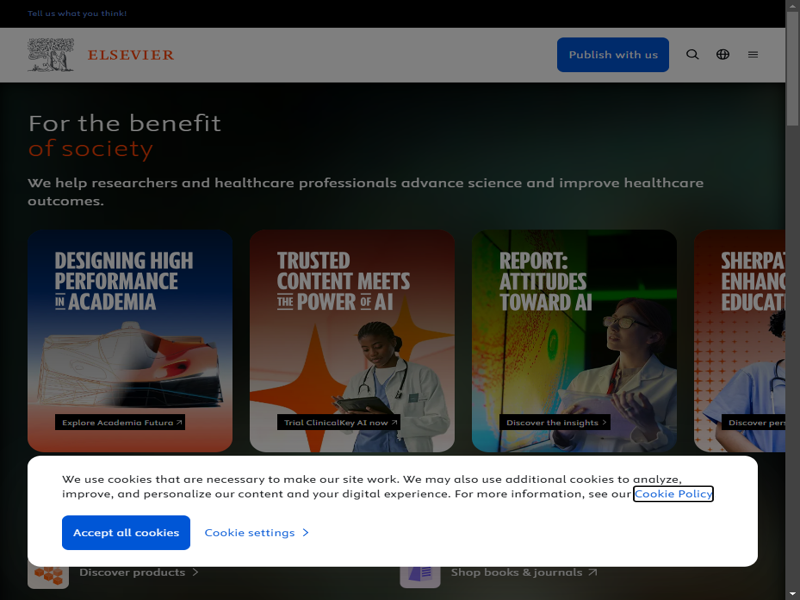 Tell us what you think!
ELSEVIER
Publish with us
For the benefit
of society
We help researchers and healthcare professionals advance science and improve healthcare
outcomes.
DESIGNING HIGH
PERFORMANCE
IN ACADEMIA
Explore Academia Futura
TRUSTED
CONTENT MEETS
THE POWER OF AI
Trial ClinicalKey AI now
REPORT:
ATTITUDES
TOWARD AI
Discover the insights
SHERPA
ENHANC
EDUCAT
Discover per
We use cookies that are necessary to make our site work. We may also use additional cookies to analyze,
improve, and personalize our content and your digital experience. For more information, see our Cookie Policy
Accept all cookies
Cookie settings
Discover products
Shop books & journals